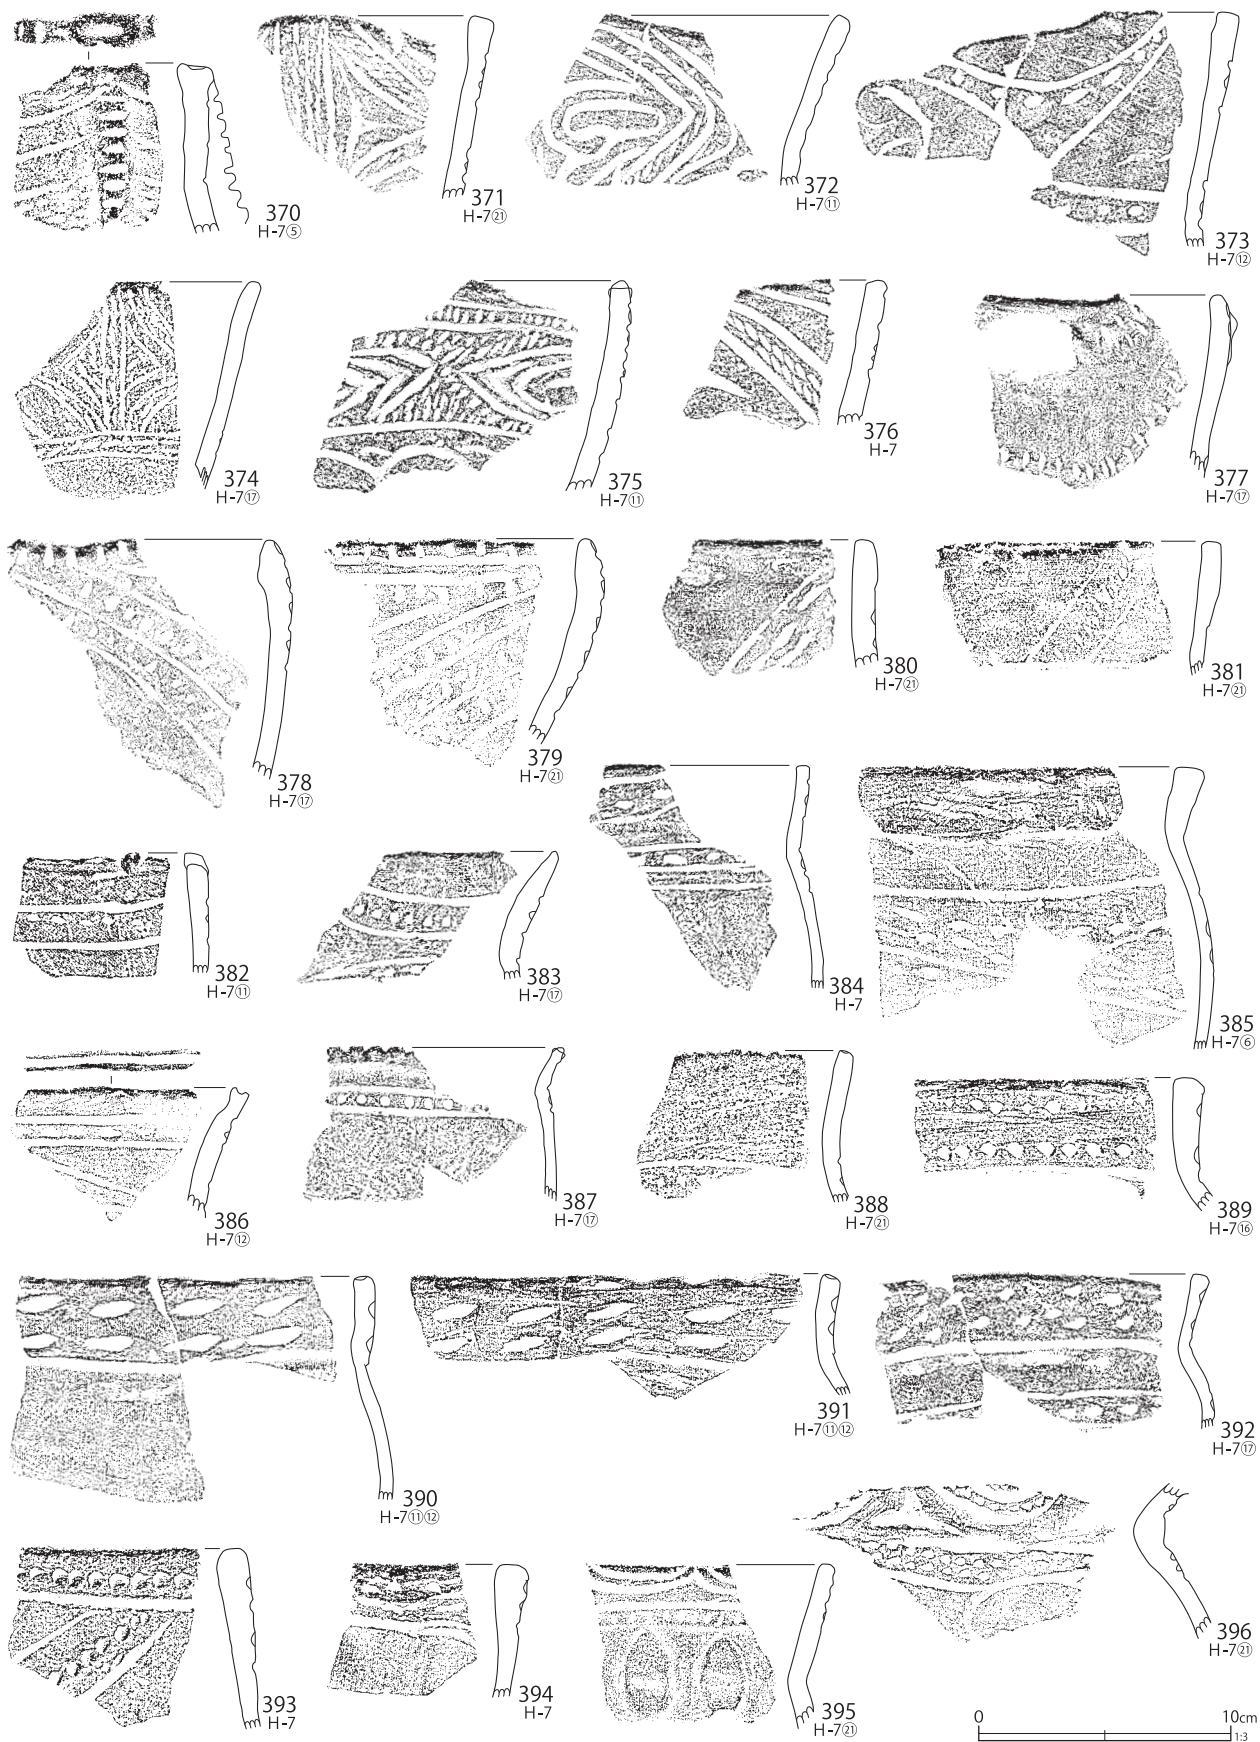 370
H-7⑤
371
H-7㉑
372
H-7⑪
373
H-7⑫
374
H-7⑰
375
H-7⑪
376
H-7
377
H-7⑰
378
H-7⑰
379
H-7㉑
380
H-7㉑
381
H-7㉑
382
H-7⑪
383
H-7⑰
384
H-7
385
H-7⑥
386
H-7⑫
387
H-7⑰
388
H-7㉑
389
H-7⑯
390
H-7⑪⑫
391
H-7⑪⑫
392
H-7⑰
393
H-7
394
H-7
395
H-7㉑
396
H-7㉑
0 10cm
1:3